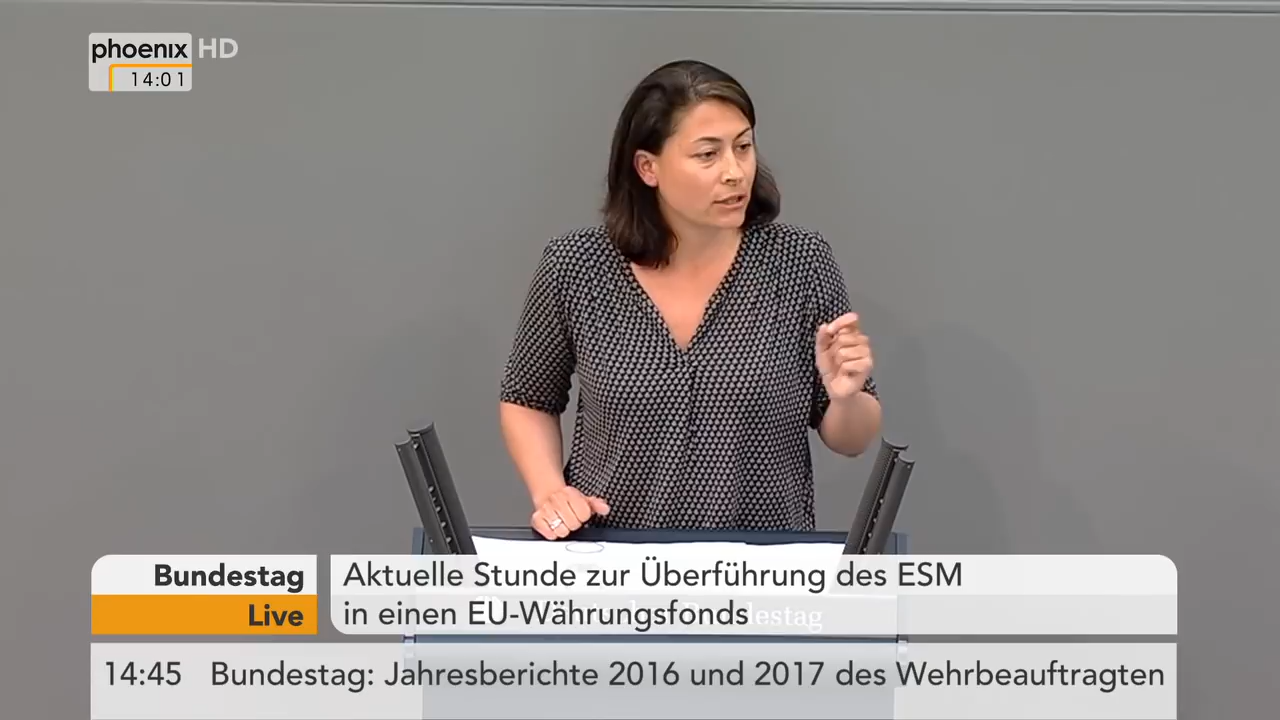 phoenix HD
14:01
Bundestag
Live
Aktuelle Stunde zur Überführung des ESM
in einen EU-Währungsfonds
14:45 Bundestag: Jahresberichte 2016 und 2017 des Wehrbeauftragten